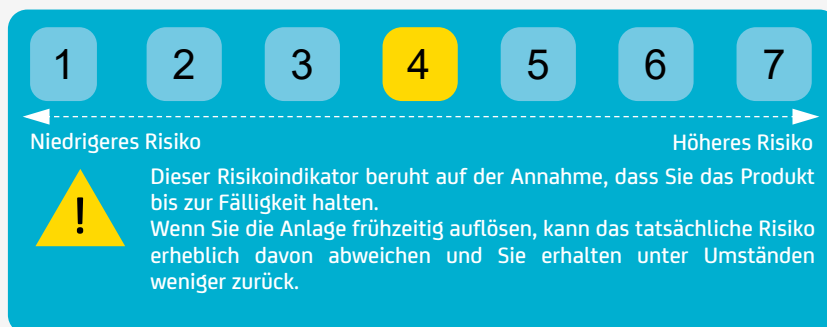 1 2 3 4 5 6 7
Niedrigeres Risiko Höheres Risiko
!
Dieser Risikoindikator beruht auf der Annahme, dass Sie das Produkt
bis zur Fälligkeit halten.
Wenn Sie die Anlage frühzeitig auflösen, kann das tatsächliche Risiko
erheblich davon abweichen und Sie erhalten unter Umständen
weniger zurück.